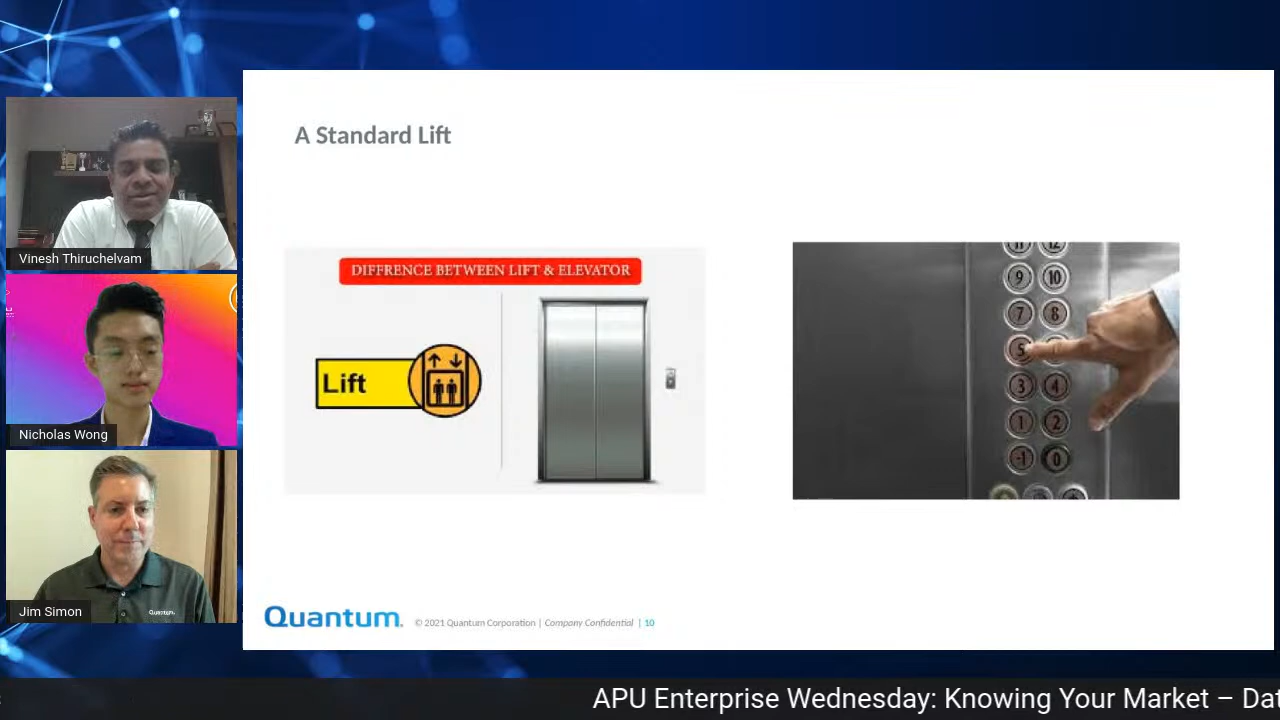 A Standard Lift
DIFFRENCE BETWEEN LIFT & ELEVATOR
Lift
11 12
9 10
7 8
5
3 4
1 2
-1 0
Vinesh Thiruchelvam
Nicholas Wong
Quantum.
Jim Simon
Quantum.
© 2021 Quantum Corporation | Company Confidential | 10
APU Enterprise Wednesday: Knowing Your Market – Dat